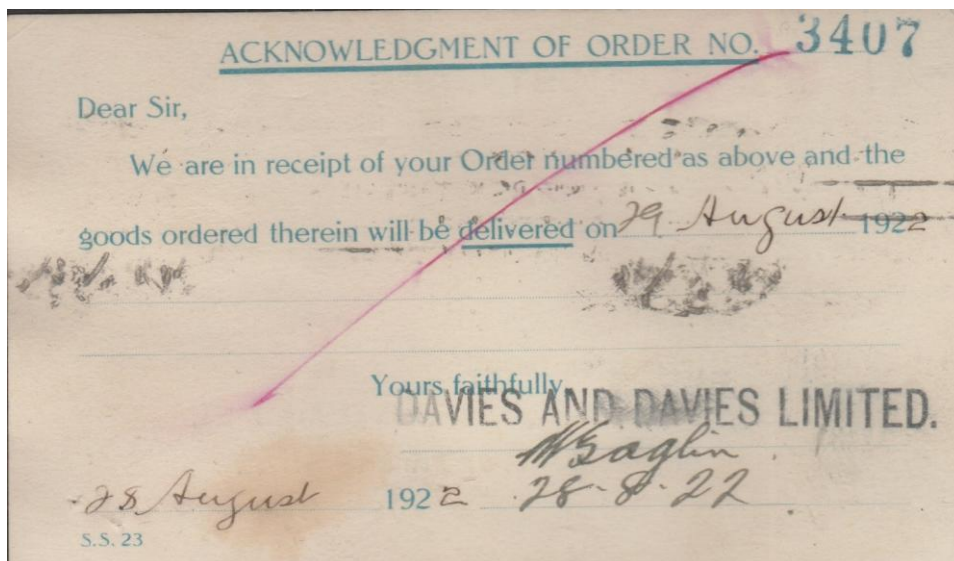 ACKNOWLEDGMENT OF ORDER NO. 3407
Dear Sir,
We are in receipt of your Order numbered as above and the
goods ordered therein will be delivered on 29 August 1922
Yours faithfully,
DAVIES AND DAVIES LIMITED.
28 August 1922 28-8-22
S.S. 23